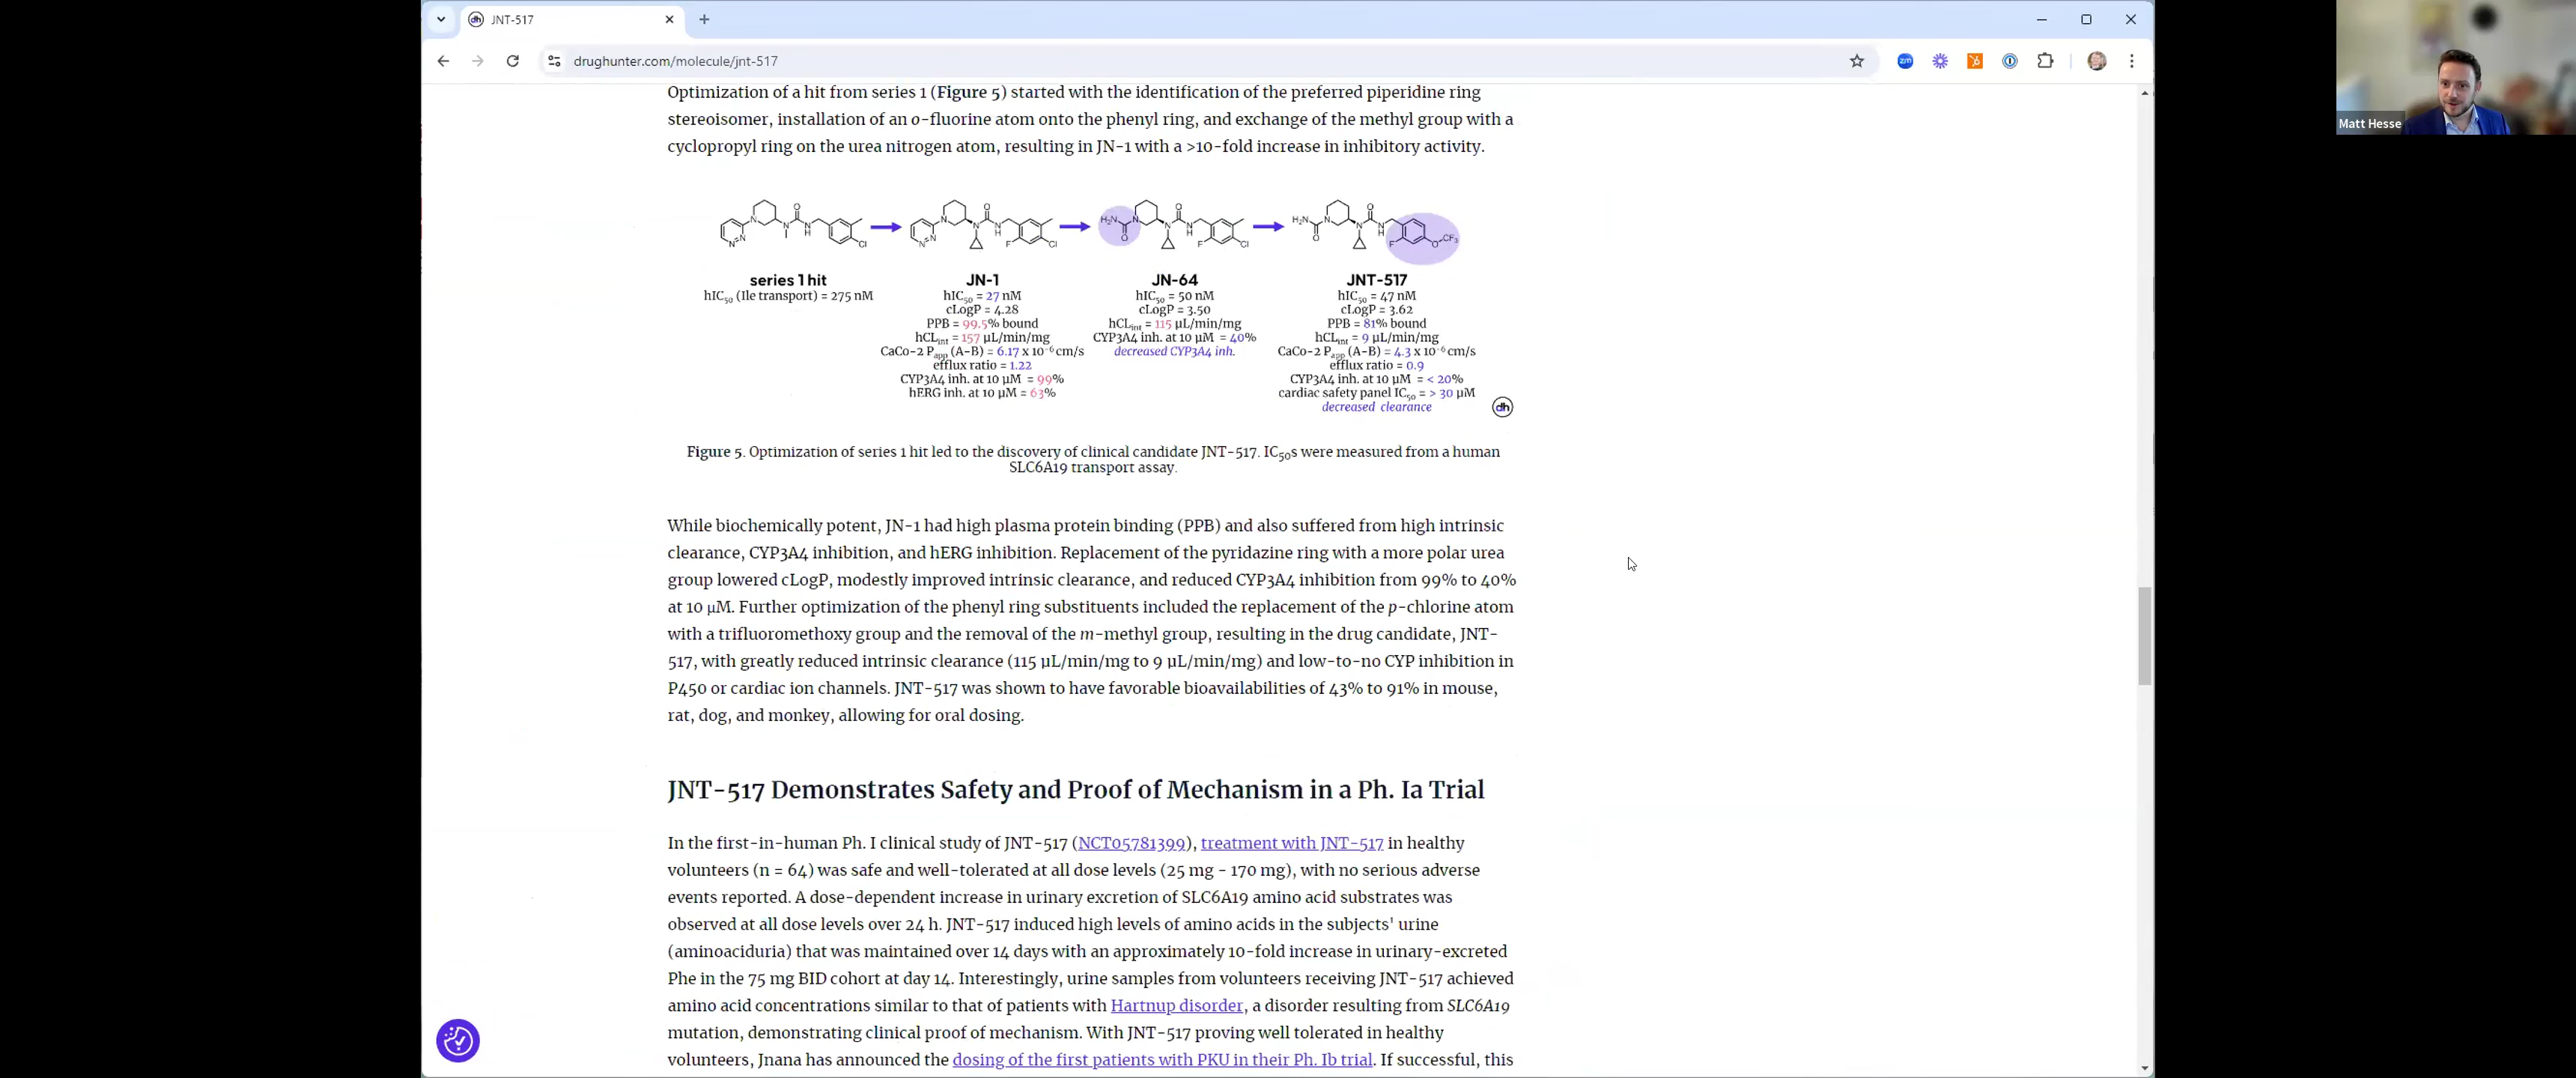 JNT-517
drughunter.com/molecule/jnt-517
Matt Hesse
Optimization of a hit from series 1 (Figure 5) started with the identification of the preferred piperidine ring
stereoisomer, installation of an o-fluorine atom onto the phenyl ring, and exchange of the methyl group with a
cyclopropyl ring on the urea nitrogen atom, resulting in JN-1 with a >10-fold increase in inhibitory activity.
series 1 hit
hIC50 (Ile transport) = 275 nM
JN-1
hIC50 = 27 nM
cLogP = 4.28
PPB = 99.5% bound
hCLint = 157 µL/min/mg
CaCo-2 Papp (A-B) = 6.17 x 10⁻⁶ cm/s
efflux ratio = 1.22
CYP3A4 inh. at 10 µM = 99%
hERG inh. at 10 µM = 63%
JN-64
hIC50 = 50 nM
cLogP = 3.50
hCLint = 115 µL/min/mg
CYP3A4 inh. at 10 µM = 40%
decreased CYP3A4 inh.
JNT-517
hIC50 = 47 nM
cLogP = 3.62
PPB = 81% bound
hCLint = 9 µL/min/mg
CaCo-2 Papp (A-B) = 4.3 x 10⁻⁶ cm/s
efflux ratio = 0.9
CYP3A4 inh. at 10 µM = < 20%
cardiac safety panel IC50 = > 30 µM
decreased clearance
dh
Figure 5. Optimization of series 1 hit led to the discovery of clinical candidate JNT-517. IC50s were measured from a human
SLC6A19 transport assay.
While biochemically potent, JN-1 had high plasma protein binding (PPB) and also suffered from high intrinsic
clearance, CYP3A4 inhibition, and hERG inhibition. Replacement of the pyridazine ring with a more polar urea
group lowered cLogP, modestly improved intrinsic clearance, and reduced CYP3A4 inhibition from 99% to 40%
at 10 µM. Further optimization of the phenyl ring substituents included the replacement of the p-chlorine atom
with a trifluoromethoxy group and the removal of the m-methyl group, resulting in the drug candidate, JNT-
517, with greatly reduced intrinsic clearance (115 µL/min/mg to 9 µL/min/mg) and low-to-no CYP inhibition in
P450 or cardiac ion channels. JNT-517 was shown to have favorable bioavailabilities of 43% to 91% in mouse,
rat, dog, and monkey, allowing for oral dosing.
JNT-517 Demonstrates Safety and Proof of Mechanism in a Ph. Ia Trial
In the first-in-human Ph. I clinical study of JNT-517 (NCT05781399), treatment with JNT-517 in healthy
volunteers (n = 64) was safe and well-tolerated at all dose levels (25 mg - 170 mg), with no serious adverse
events reported. A dose-dependent increase in urinary excretion of SLC6A19 amino acid substrates was
observed at all dose levels over 24 h. JNT-517 induced high levels of amino acids in the subjects' urine
(aminoaciduria) that was maintained over 14 days with an approximately 10-fold increase in urinary-excreted
Phe in the 75 mg BID cohort at day 14. Interestingly, urine samples from volunteers receiving JNT-517 achieved
amino acid concentrations similar to that of patients with Hartnup disorder, a disorder resulting from SLC6A19
mutation, demonstrating clinical proof of mechanism. With JNT-517 proving well tolerated in healthy
volunteers, Jnana has announced the dosing of the first patients with PKU in their Ph. Ib trial. If successful, this